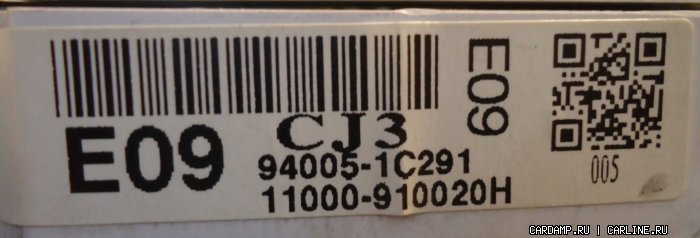 E09
CJ3
E09
94005-1C291
11000-910020H
005
CARDAMP.RU | CARLINE.RU